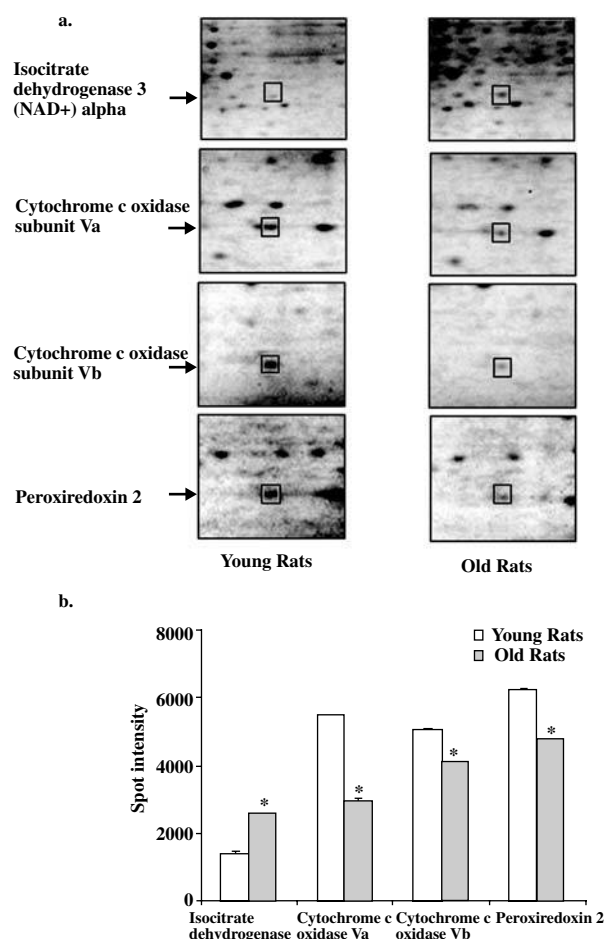 a.
Isocitrate
dehydrogenase 3
(NAD+) alpha
Cytochrome c oxidase
subunit Va
Cytochrome c oxidase
subunit Vb
Peroxiredoxin 2
Young Rats
Old Rats
b.
8000
6000
4000
2000
0
Spot intensity
Young Rats
Old Rats
*
*
*
*
Isocitrate
dehydrogenase
Cytochrome c
oxidase Va
Cytochrome c
oxidase Vb
Peroxiredoxin 2